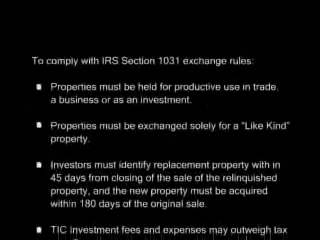 To comply with IRS Section 1031 exchange rules:
Properties must be held for productive use in trade,
a business or as an investment.
Properties must be exchanged solely for a “Like Kind”
property.
Investors must identify replacement property with in
45 days from closing of the sale of the relinquished
property, and the new property must be acquired
within 180 days of the original sale.
TIC Investment fees and expenses may outweigh tax